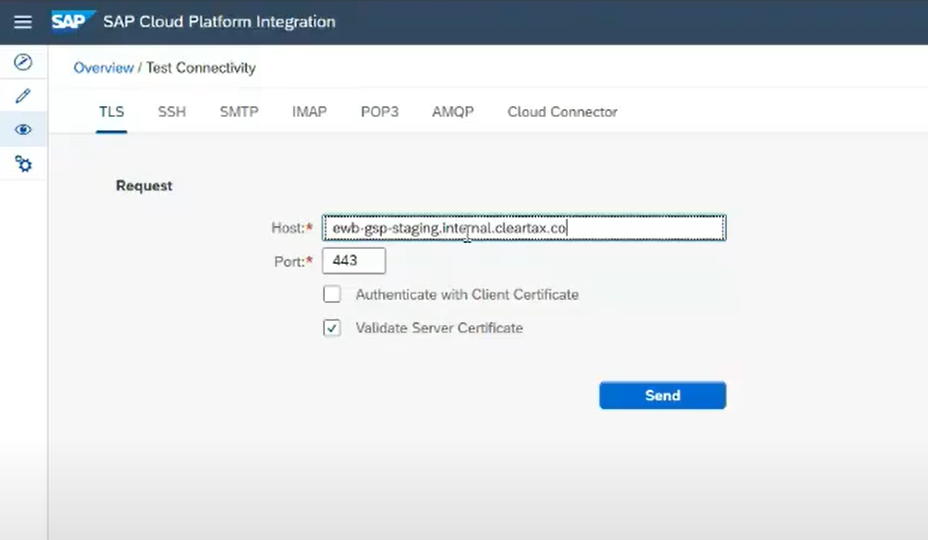 SAP SAP Cloud Platform Integration
Overview / Test Connectivity
TLS SSH SMTP IMAP POP3 AMQP Cloud Connector
Request
Host:* ewb-gsp-staging.internal.cleartax.co
Port:* 443
Authenticate with Client Certificate
Validate Server Certificate
Send